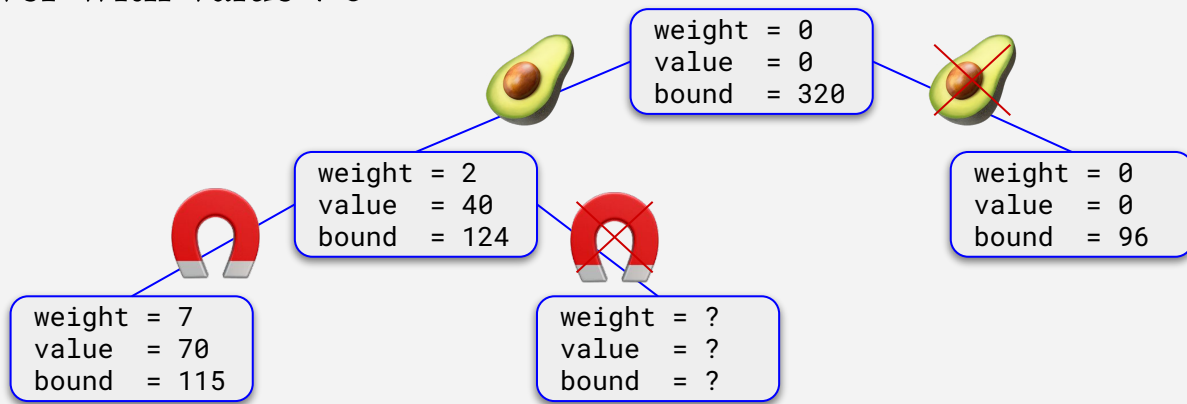 weight = 0
value  = 0
bound  = 320
weight = 2
value  = 40
bound  = 124
weight = 0
value  = 0
bound  = 96
weight = 7
value  = 70
bound  = 115
weight = ?
value  = ?
bound  = ?